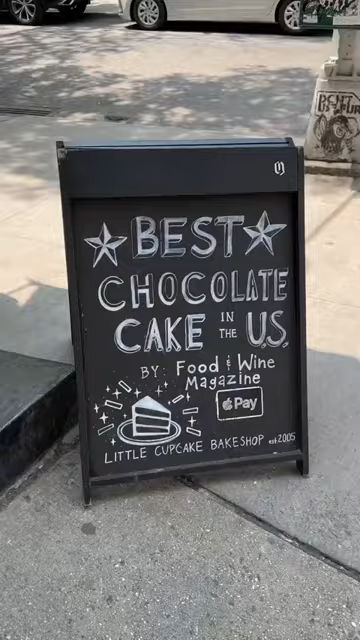 BEST
CHOCOLATE
CAKE IN THE U.S.
BY: Food & Wine
Magazine
Pay
LITTLE CUPCAKE BAKESHOP est 2005